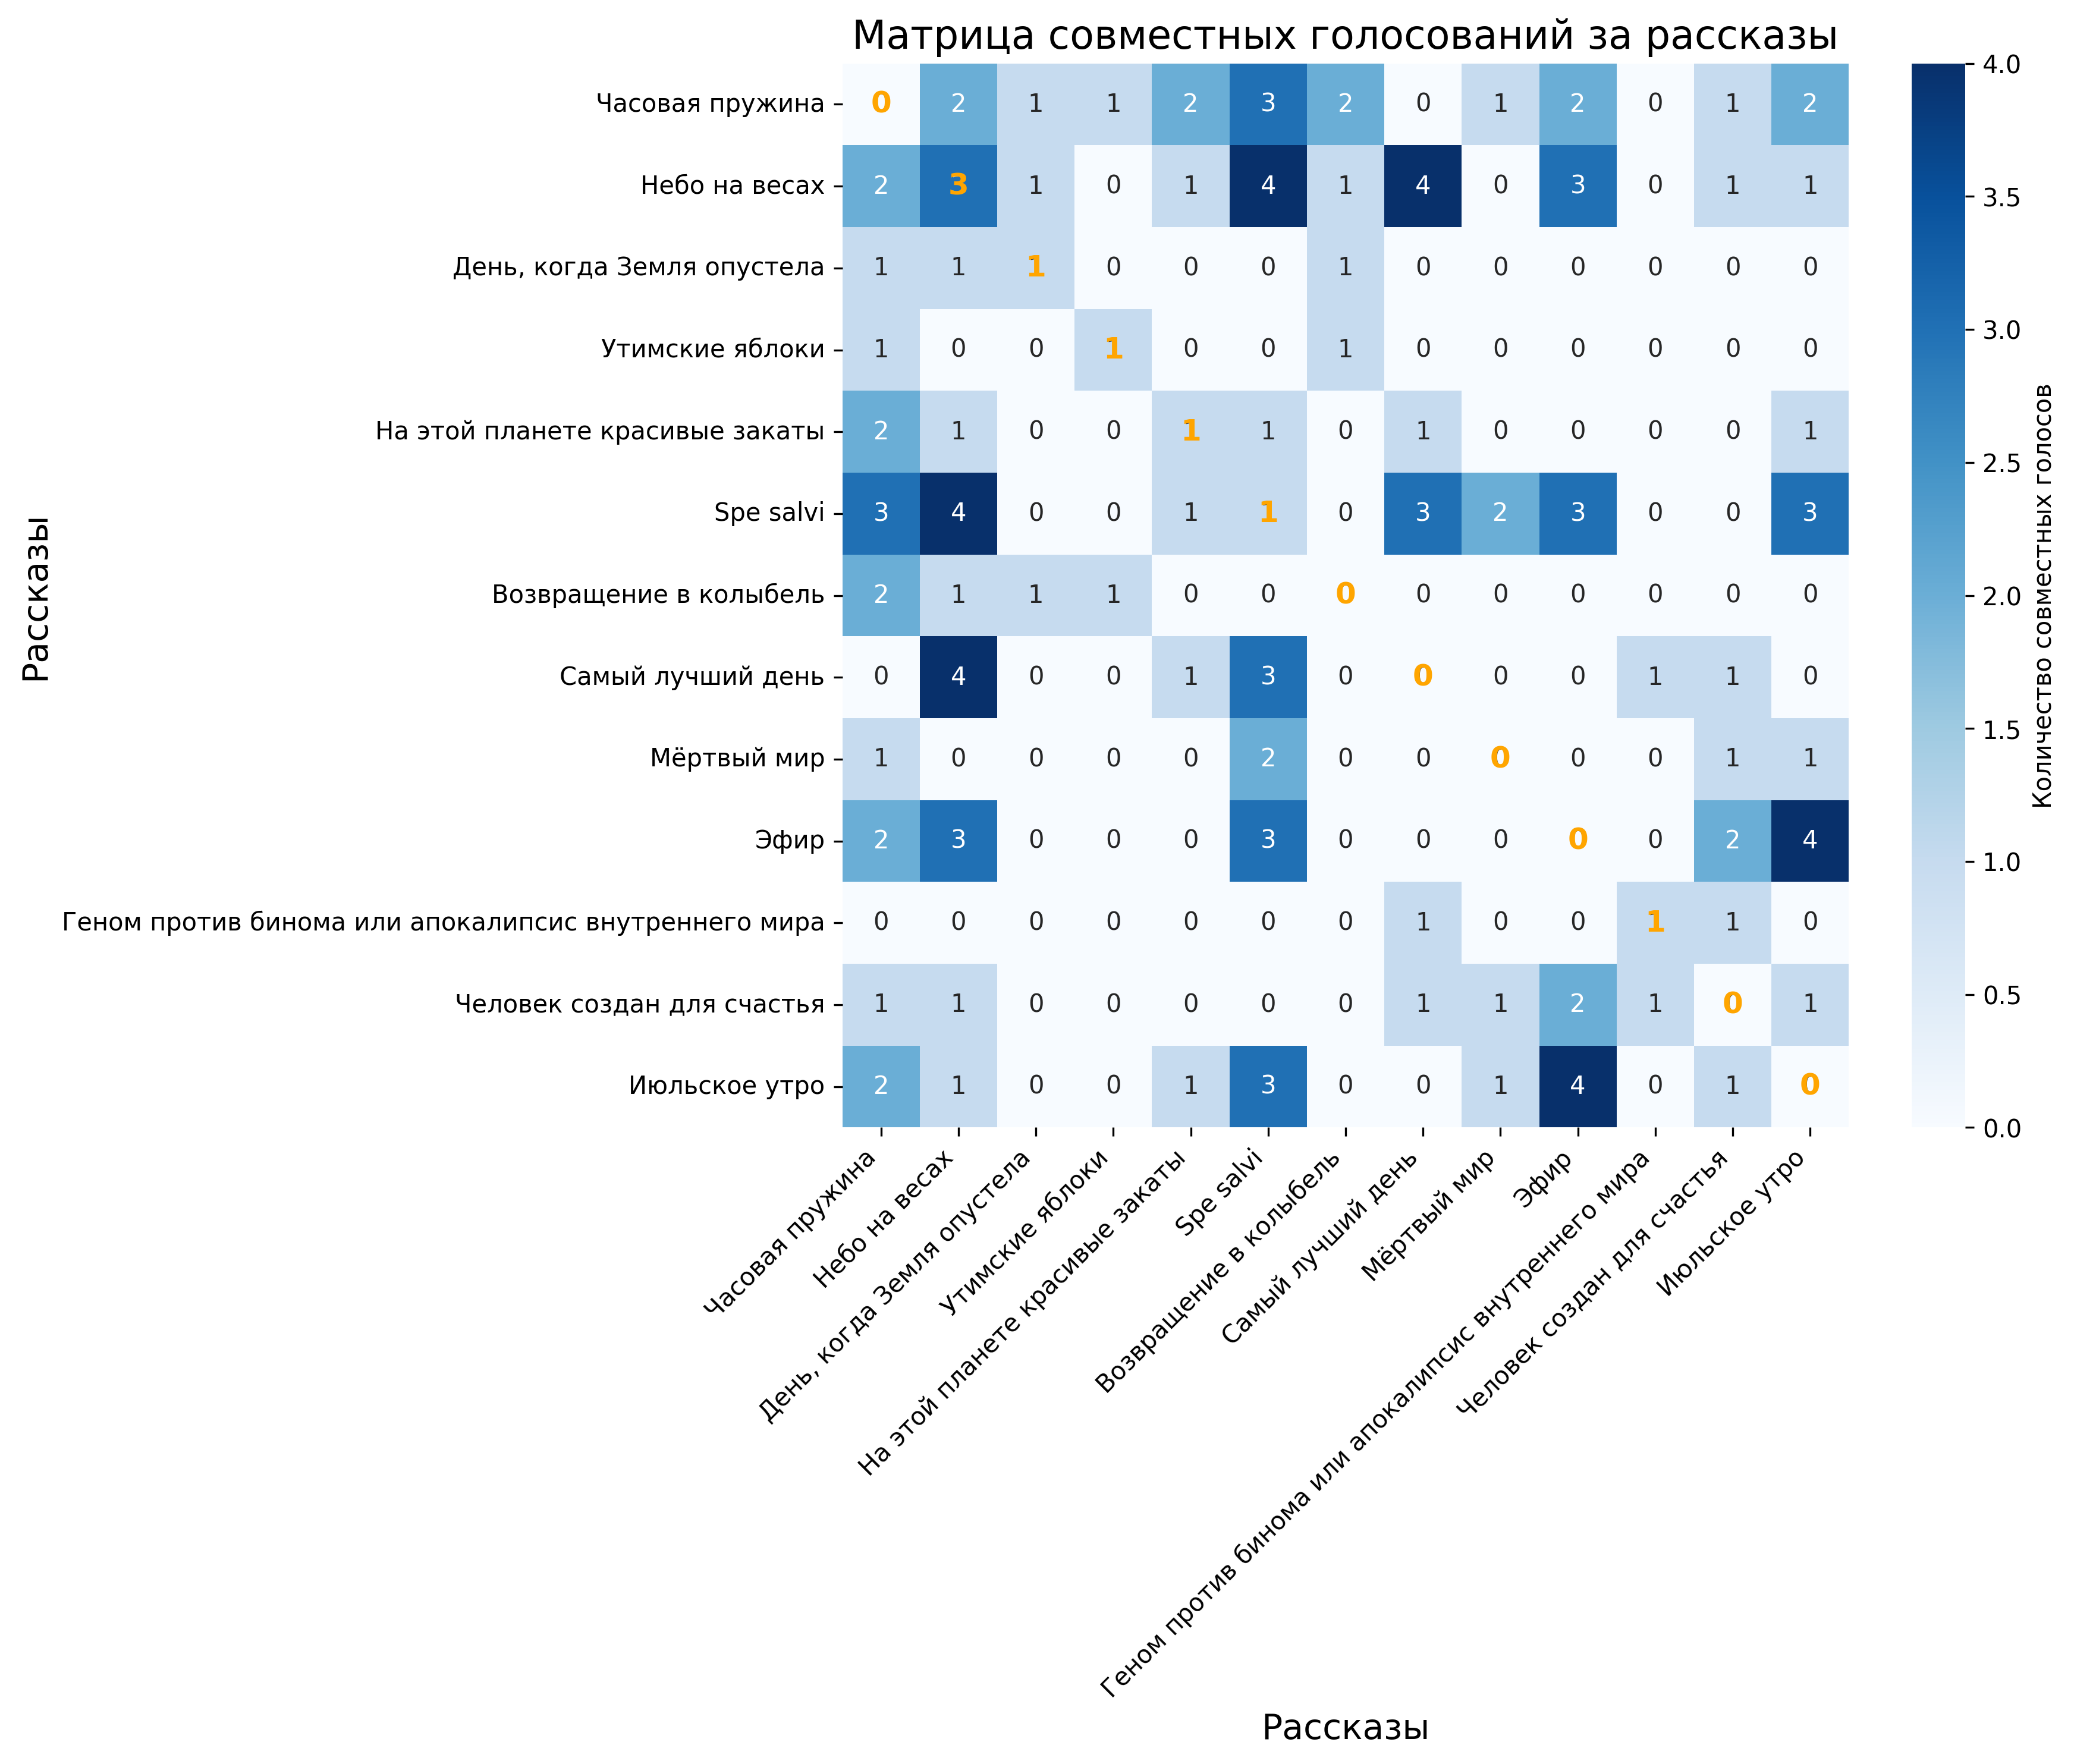 Матрица совместных голосований за рассказы
Рассказы
Часовая пружина 0 2 1 1 2 3 2 0 1 2 0 1 2
Небо на весах 2 3 1 0 1 4 1 4 0 3 0 1 1
День, когда Земля опустела 1 1 1 0 0 0 1 0 0 0 0 0 0
Утимские яблоки 1 0 0 1 0 0 1 0 0 0 0 0 0
На этой планете красивые закаты 2 1 0 0 1 1 0 1 0 0 0 0 1
Spe salvi 3 4 0 0 1 1 0 3 2 3 0 0 3
Возвращение в колыбель 2 1 1 1 0 0 0 0 0 0 0 0 0
Самый лучший день 0 4 0 0 1 3 0 0 0 0 1 1 0
Мёртвый мир 1 0 0 0 0 2 0 0 0 0 0 1 1
Эфир 2 3 0 0 0 3 0 0 0 0 0 2 4
Геном против бинома или апокалипсис внутреннего мира 0 0 0 0 0 0 0 1 0 0 1 1 0
Человек создан для счастья 1 1 0 0 0 0 0 1 1 2 1 0 1
Июльское утро 2 1 0 0 1 3 0 0 1 4 0 1 0
Часовая пружина
Небо на весах
День, когда Земля опустела
Утимские яблоки
На этой планете красивые закаты
Spe salvi
Возвращение в колыбель
Самый лучший день
Мёртвый мир
Эфир
Геном против бинома или апокалипсис внутреннего мира
Человек создан для счастья
Июльское утро
Рассказы
4.0
3.5
3.0
2.5
2.0
1.5
1.0
0.5
0.0
Количество совместных голосов